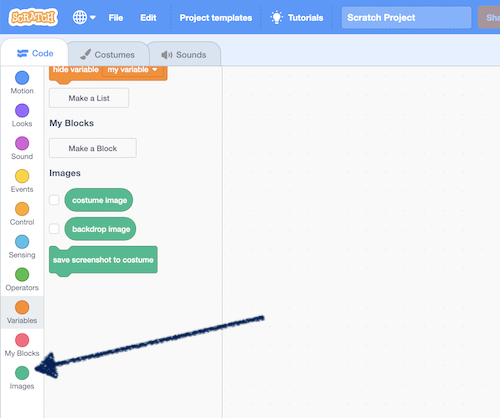 SCRATCH
File
Edit
Project templates
Tutorials
Scratch Project
Code
Costumes
Sounds
Motion
Looks
Sound
Events
Control
Sensing
Operators
Variables
My Blocks
Images
hide variable my variable
Make a List
My Blocks
Make a Block
Images
costume image
backdrop image
save screenshot to costume